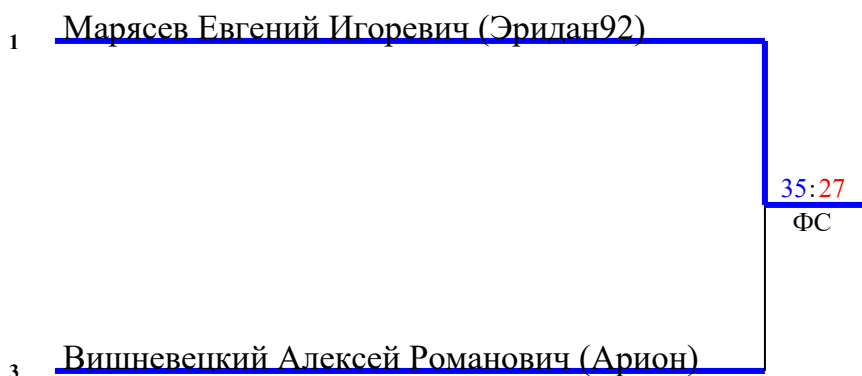 1 Марясев Евгений Игоревич (Эридан92)
35:27
ФС
3 Вишневецкий Алексей Романович (Арион)